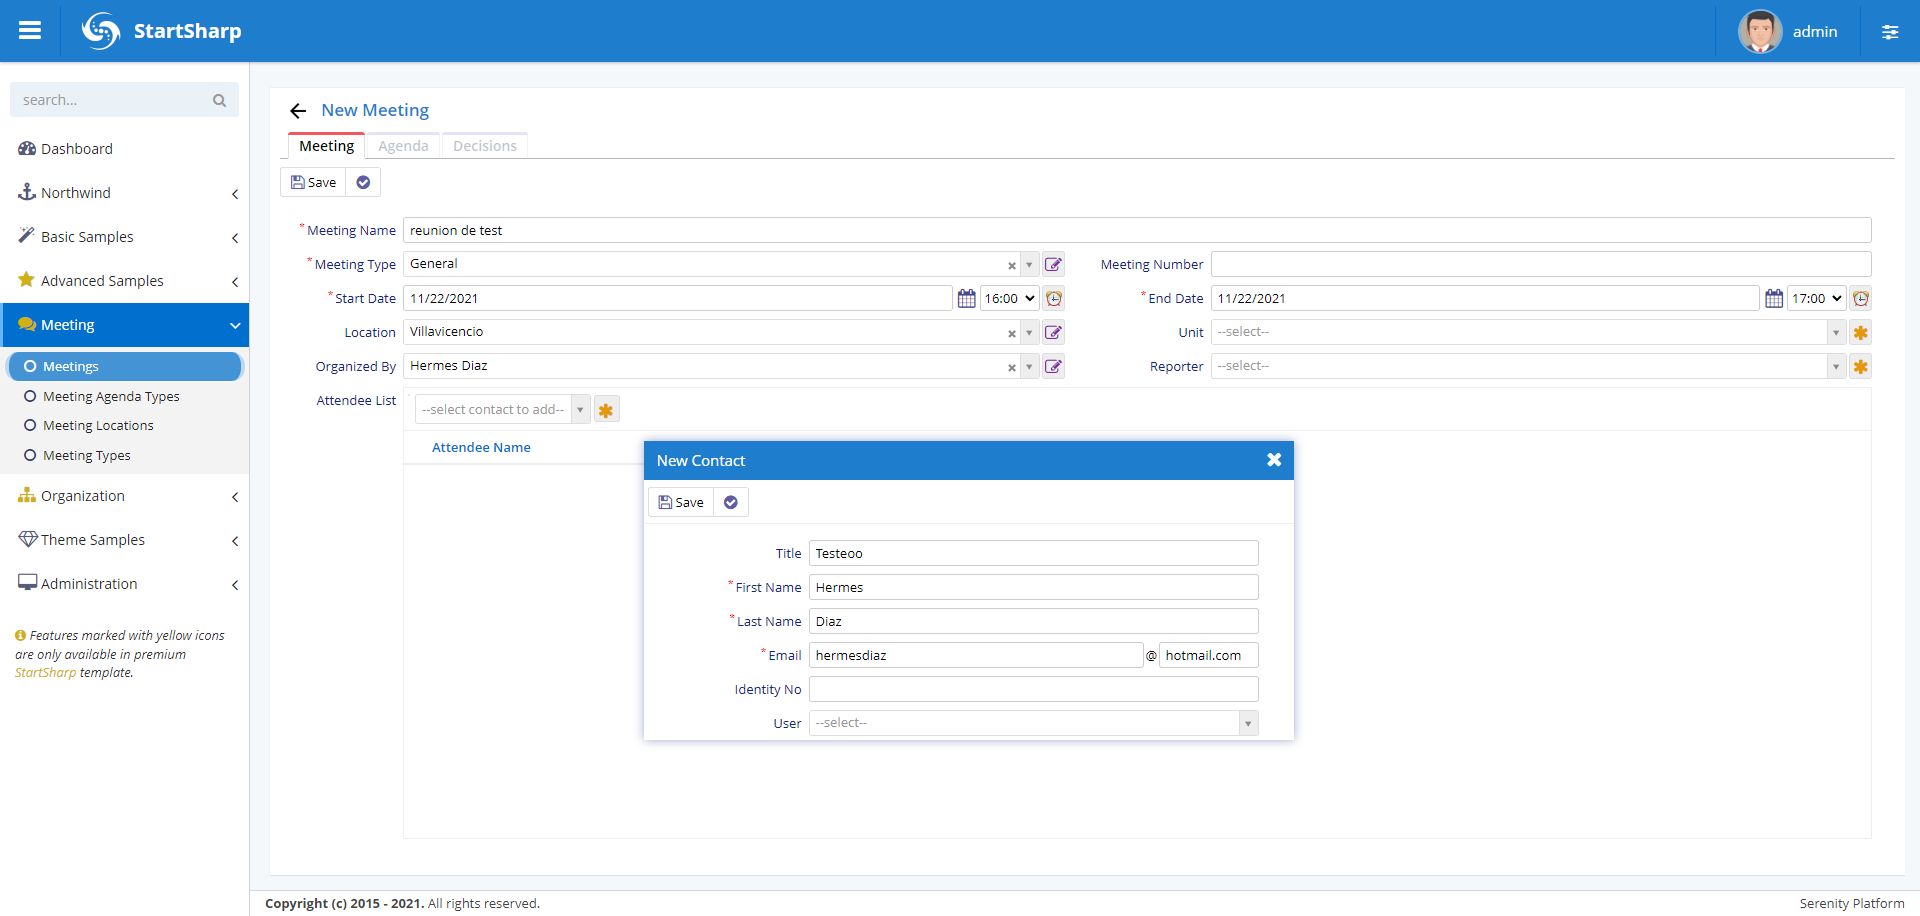 StartSharp
admin
search...
Dashboard
Northwind
Basic Samples
Advanced Samples
Meeting
Meetings
Meeting Agenda Types
Meeting Locations
Meeting Types
Organization
Theme Samples
Administration
Features marked with yellow icons
are only available in premium
StartSharp template.
New Meeting
Meeting Agenda Decisions
Save
* Meeting Name reunion de test
* Meeting Type General
Meeting Number
* Start Date 11/22/2021 16:00
* End Date 11/22/2021 17:00
Location Villavicencio
Unit --select--
Organized By Hermes Diaz
Reporter --select--
Attendee List --select contact to add--
Attendee Name
New Contact
Save
Title Testeoo
* First Name Hermes
* Last Name Diaz
* Email hermesdiaz @ hotmail.com
Identity No
User --select--
Copyright (c) 2015 - 2021. All rights reserved.
Serenity Platform